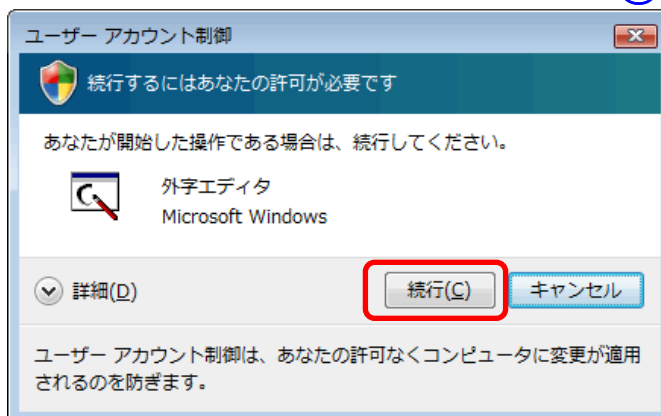 ユーザー アカウント制御
続行するにはあなたの許可が必要です
あなたが開始した操作である場合は、続行してください。
外字エディタ
Microsoft Windows
詳細(D)
続行(C)
キャンセル
ユーザー アカウント制御は、あなたの許可なくコンピュータに変更が適用
されるのを防ぎます。